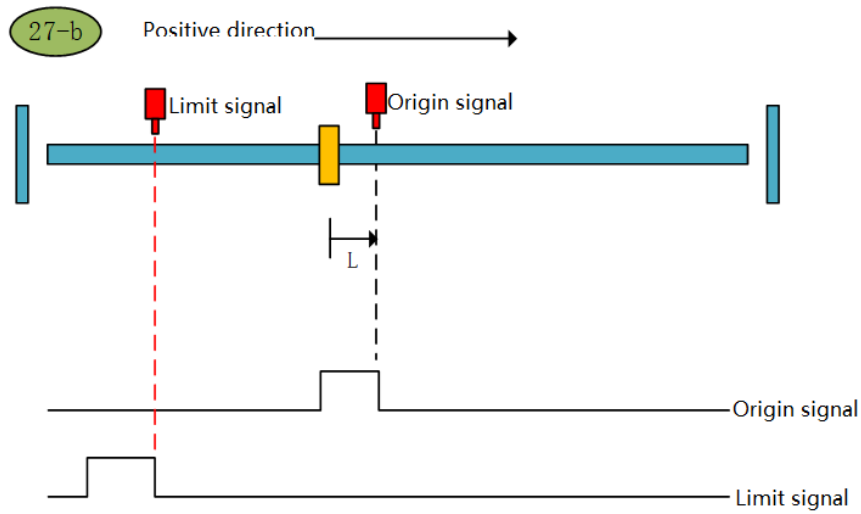 27-b
Positive direction
Limit signal
Origin signal
L
Origin signal
Limit signal